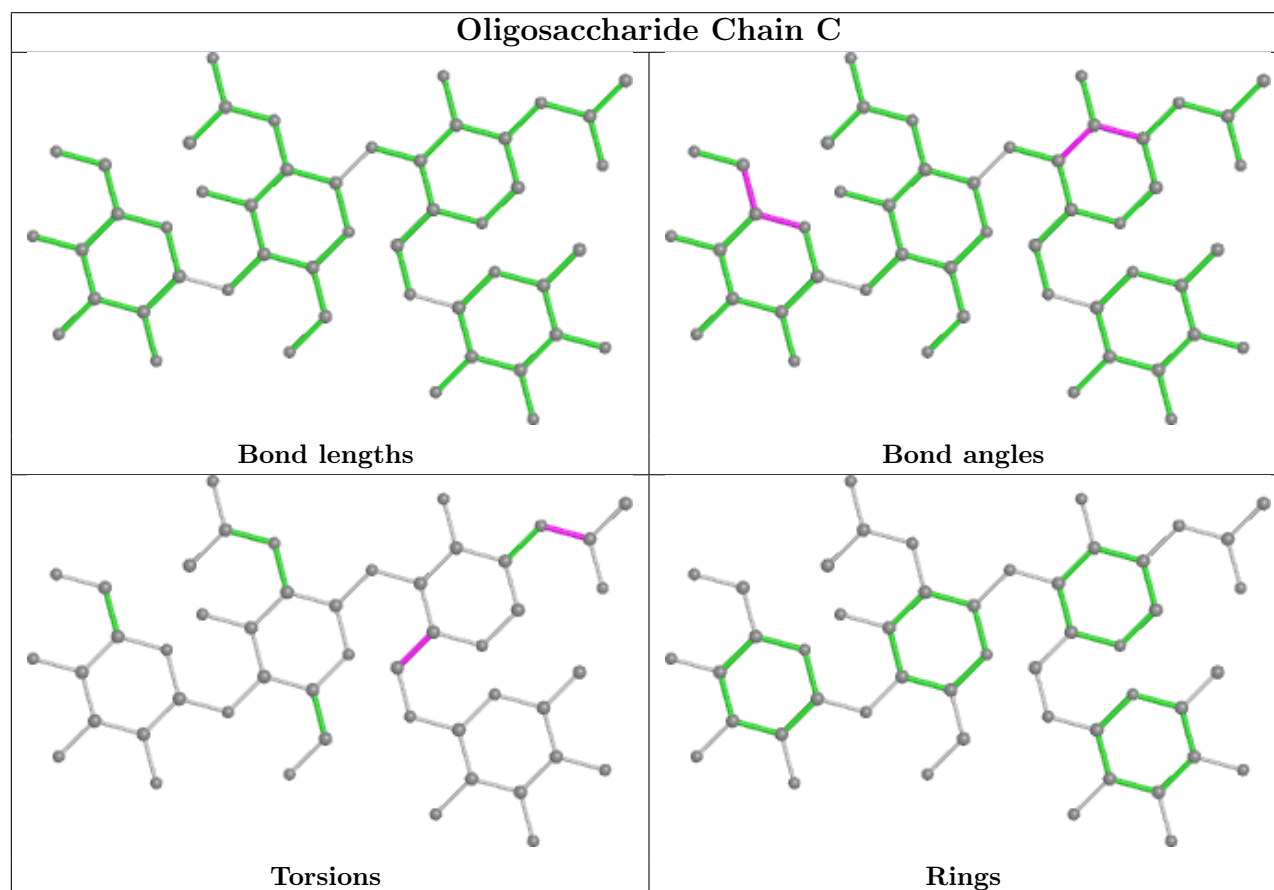 Oligosaccharide Chain C
Bond lengths
Bond angles
Torsions
Rings